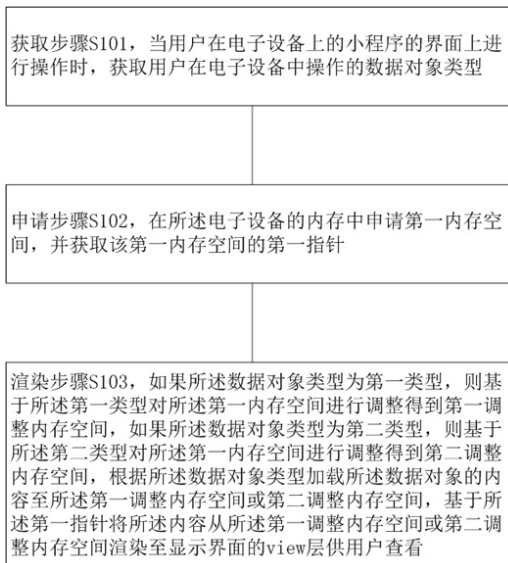 获取步骤S101，当用户在电子设备上的小程序的界面上进
行操作时，获取用户在电子设备中操作的数据对象类型
申请步骤S102，在所述电子设备的内存中申请第一内存空
间，并获取该第一内存空间的第一指针
渲染步骤S103，如果所述数据对象类型为第一类型，则基
于所述第一类型对所述第一内存空间进行调整得到第一调
整内存空间，如果所述数据对象类型为第二类型，则基于
所述第二类型对所述第一内存空间进行调整得到第二调整
内存空间，根据所述数据对象类型加载所述数据对象的内
容至所述第一调整内存空间或第二调整内存空间，基于所
述第一指针将所述内容从所述第一调整内存空间或第二调
整内存空间渲染至显示界面的view层供用户查看